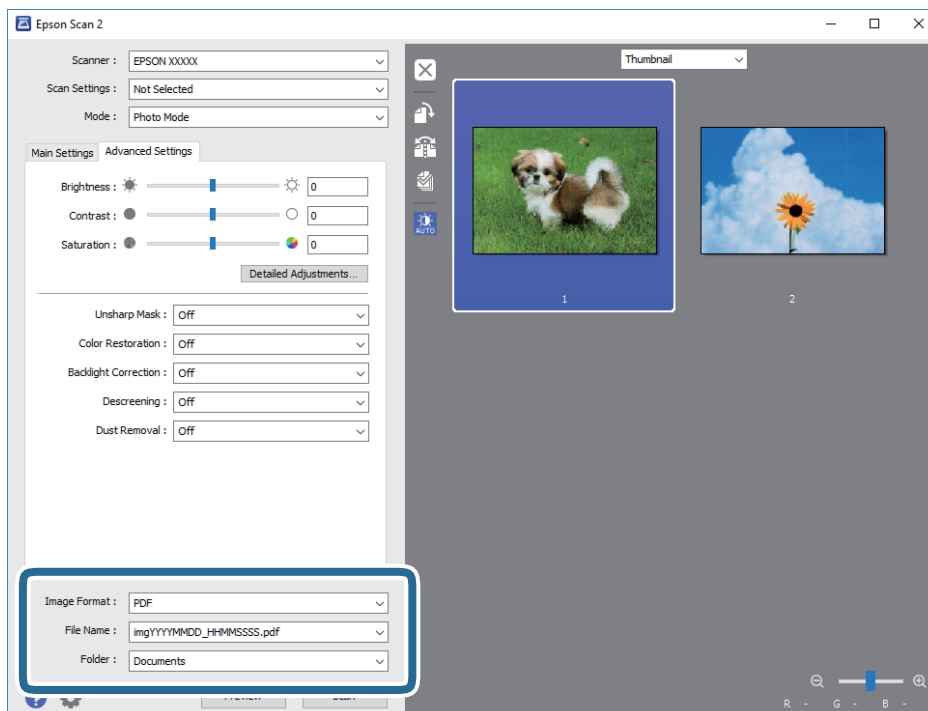 Epson Scan 2
Scanner : EPSON XXXXX
Scan Settings : Not Selected
Mode : Photo Mode
Main Settings Advanced Settings
Brightness : 0
Contrast : 0
Saturation : 0
Detailed Adjustments...
Unsharp Mask : Off
Color Restoration : Off
Backlight Correction : Off
Descreening : Off
Dust Removal : Off
Image Format : PDF
File Name : imgYYYYMMDD_HHMMSSSS.pdf
Folder : Documents
Preview Scan
AUTO
Thumbnail
1 2
R - G - B -